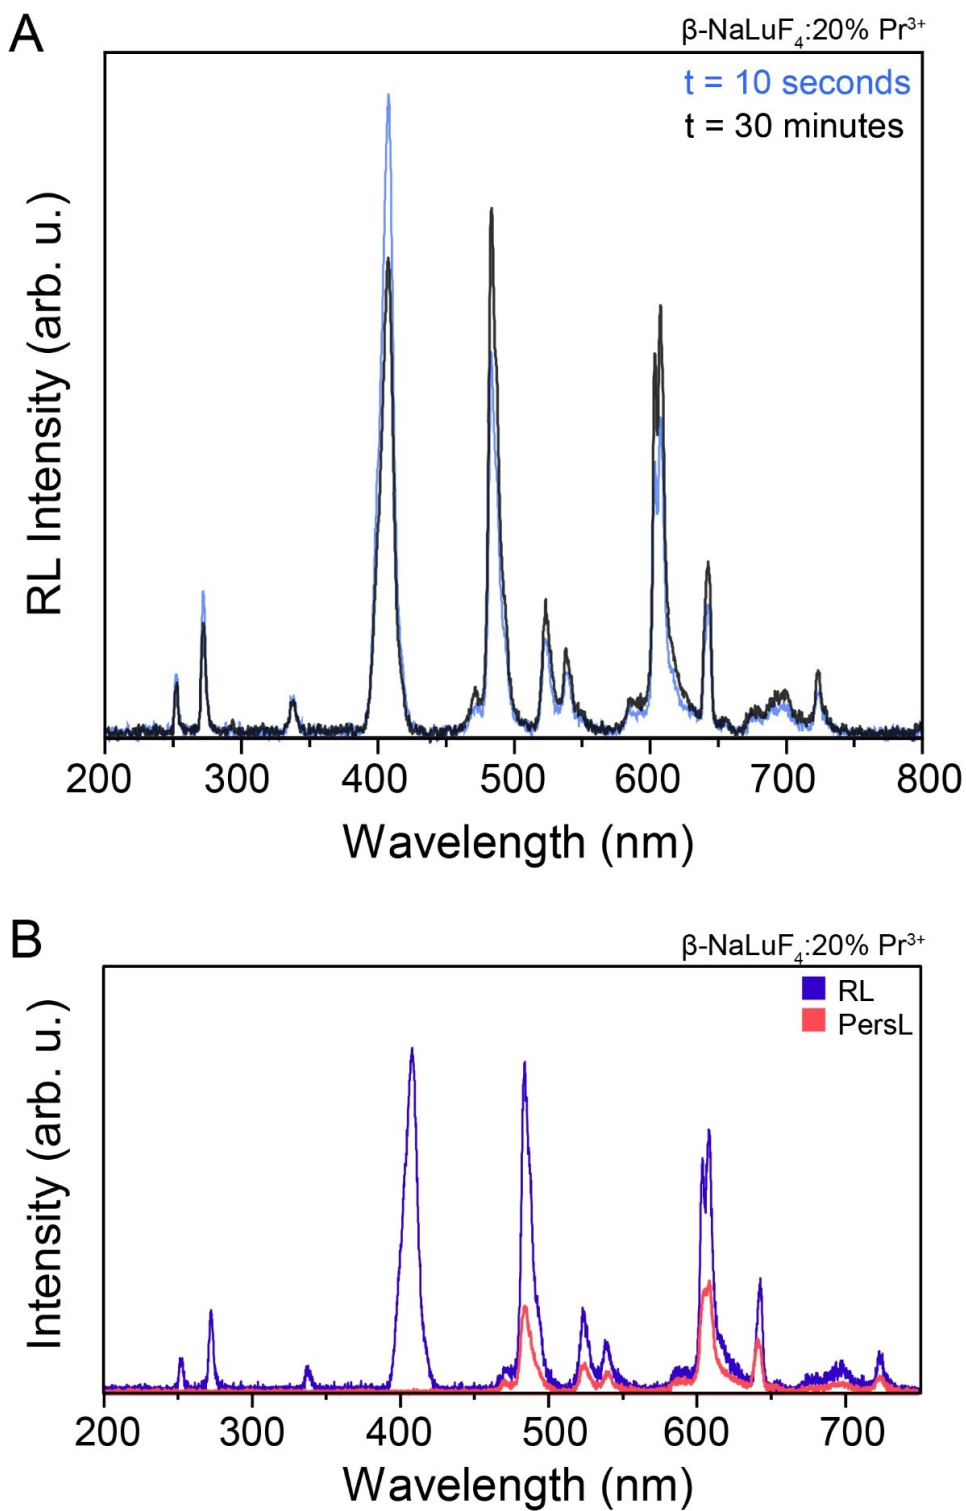 A
β-NaLuF₄:20% Pr³⁺
t = 10 seconds
t = 30 minutes
RL Intensity (arb. u.)
200 300 400 500 600 700 800
Wavelength (nm)
B
β-NaLuF₄:20% Pr³⁺
RL
PersL
Intensity (arb. u.)
200 300 400 500 600 700
Wavelength (nm)